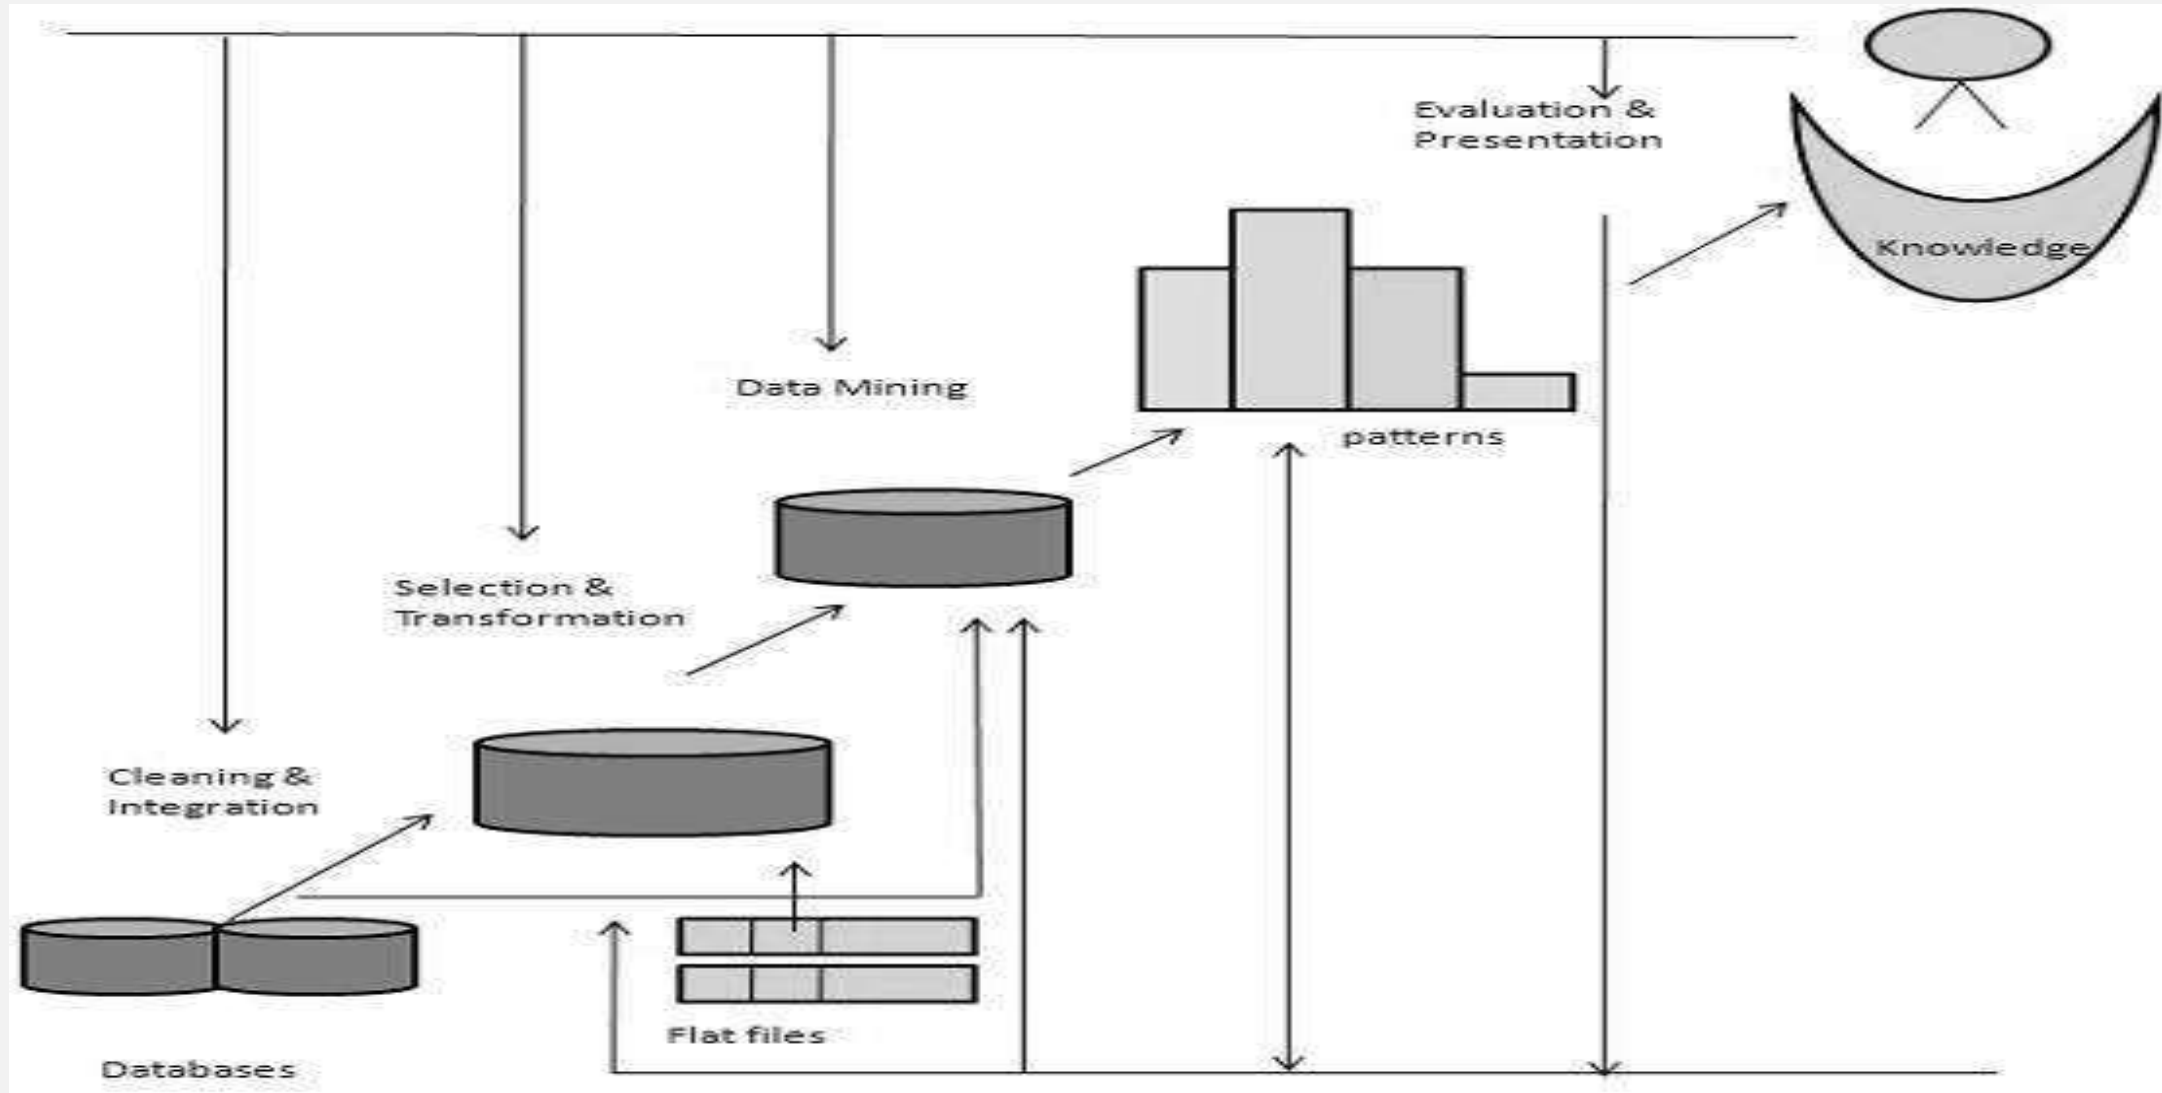 Evaluation &
Presentation
Knowledge
Data Mining
patterns
Selection &
Transformation
Cleaning &
Integration
Flat files
Databases